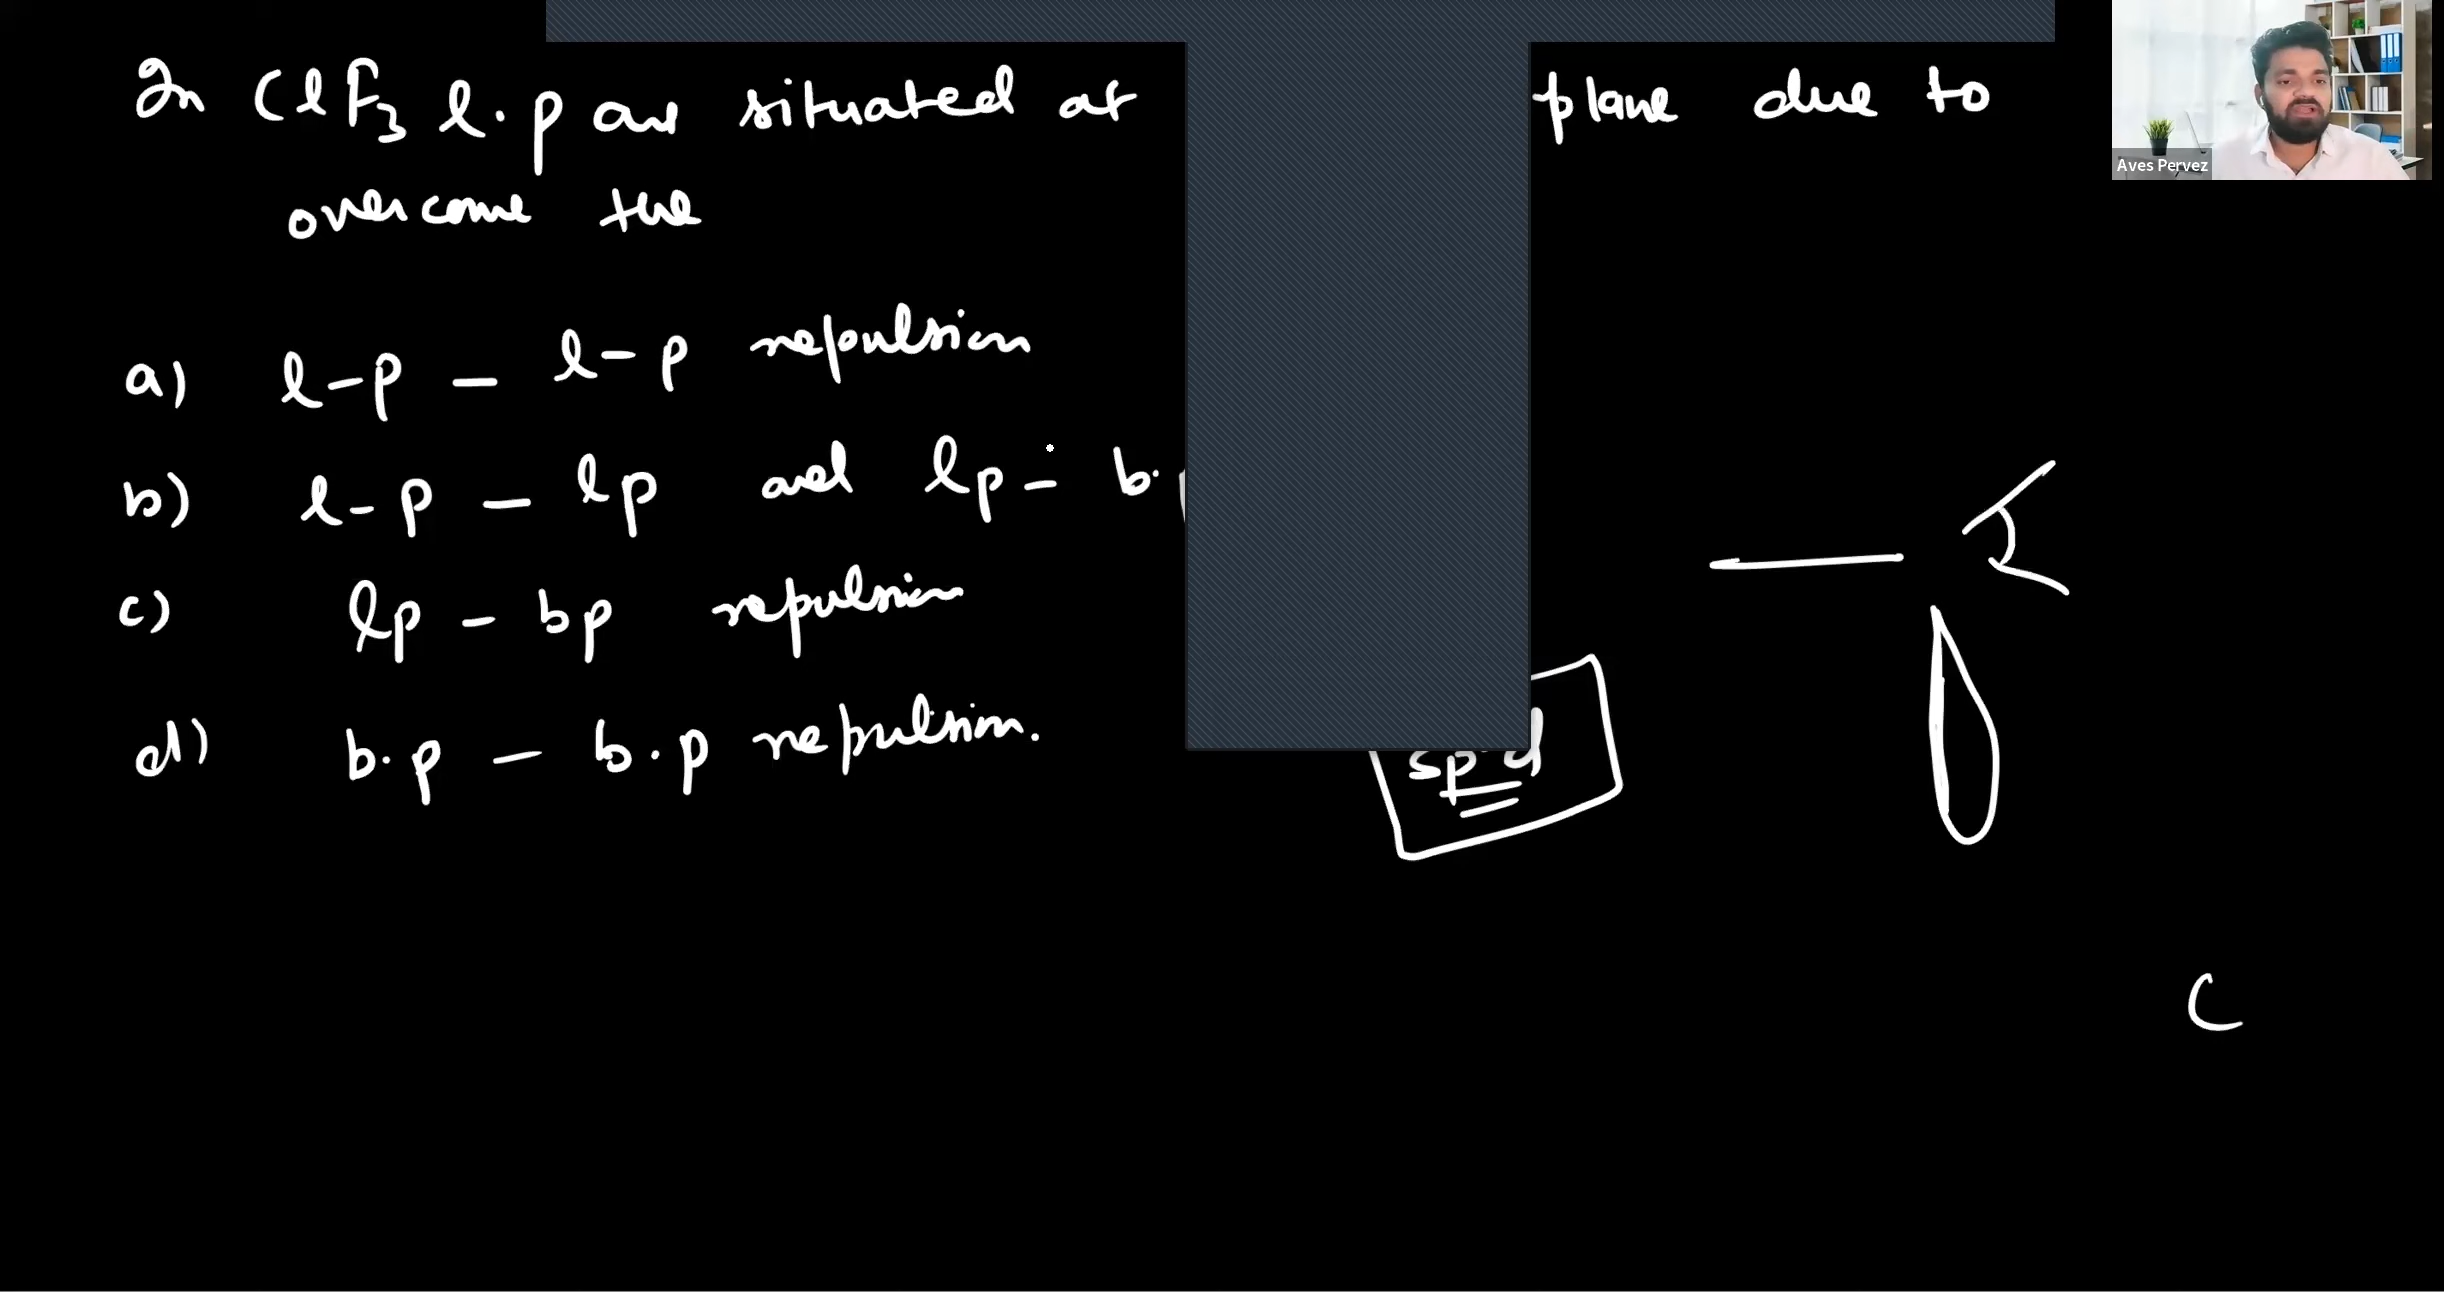 In ClF3 l.p are situated at plane due to
overcome the
a) l-p - l-p repulsion
b) l-p - lp and lp - b.
c) lp - bp repulsion
d) b.p - b.p repulsion.
C
Aves Pervez